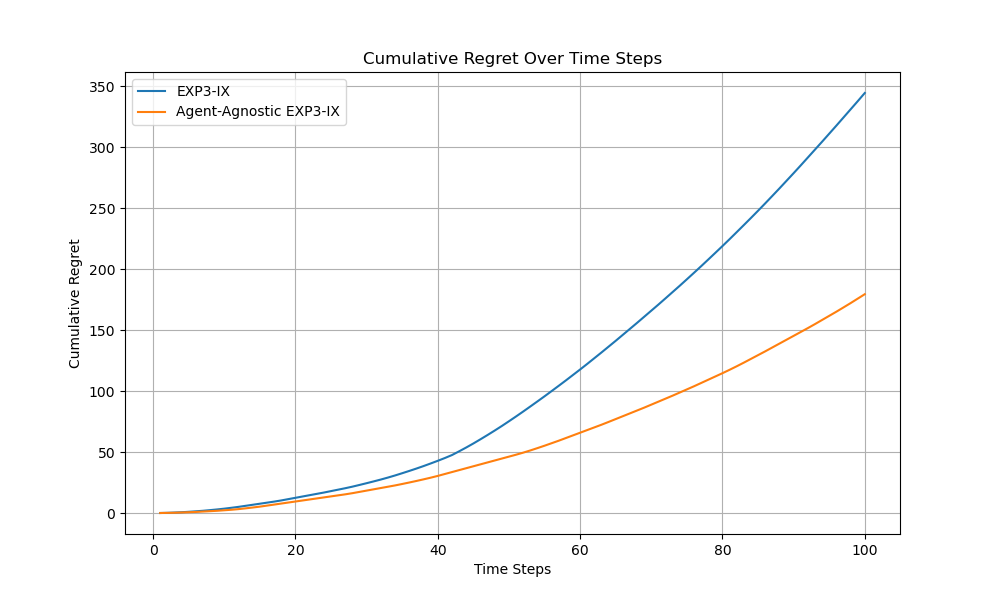 Cumulative Regret Over Time Steps
EXP3-IX
Agent-Agnostic EXP3-IX
Cumulative Regret
350
300
250
200
150
100
50
0
0 20 40 60 80 100
Time Steps